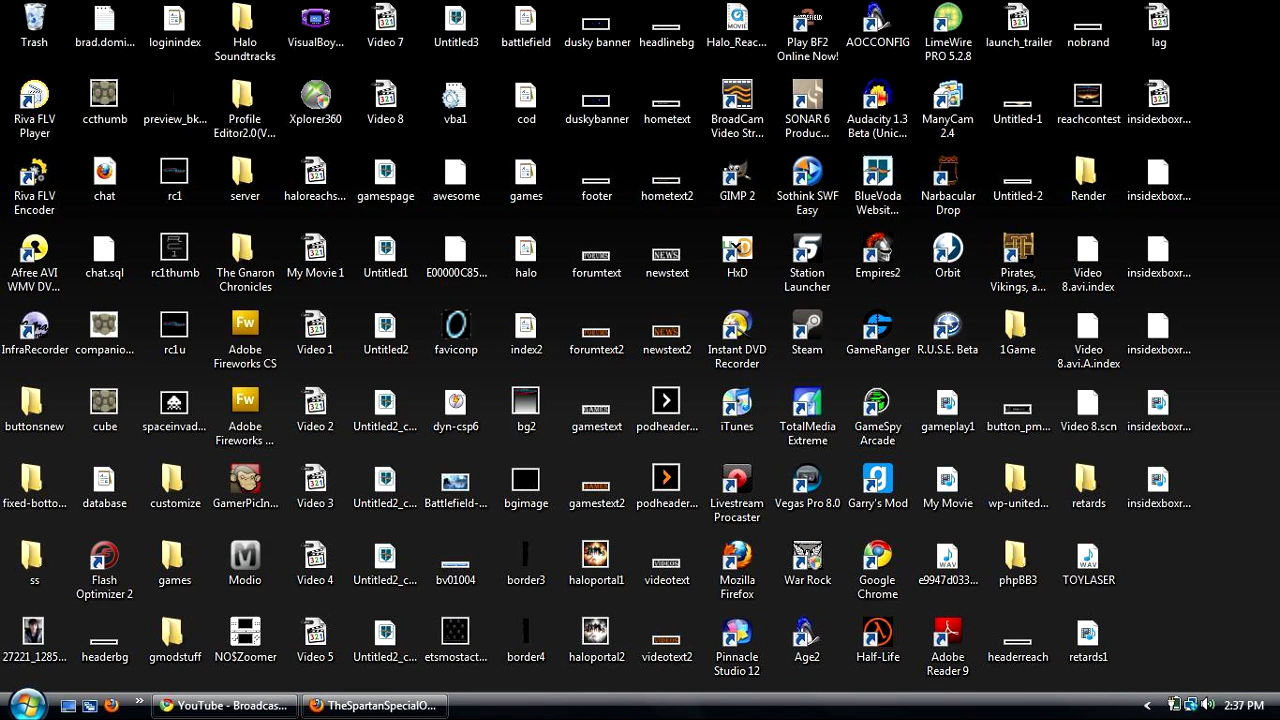 Trash
brad.domi...
loginindex
Halo
Soundtracks
VisualBoy...
Video 7
Untitled3
battlefield
dusky banner
headlinebg
Halo_Reac...
Play BF2
Online Now!
AOCCONFIG
LimeWire
PRO 5.2.8
launch_trailer
nobrand
lag
Riva FLV
Player
ccthumb
preview_bk...
Profile
Editor2.0(V...
Xplorer360
Video 8
vba1
cod
duskybanner
hometext
BroadCam
Video Str...
SONAR 6
Produc...
Audacity 1.3
Beta (Unic...
ManyCam
2.4
Untitled-1
reachcontest
insidexboxr...
Riva FLV
Encoder
chat
rc1
server
haloreachs...
gamespage
awesome
games
footer
hometext2
GIMP 2
Sothink SWF
Easy
BlueVoda
Websit...
Narbacular
Drop
Untitled-2
Render
insidexboxr...
Afree AVI
WMV DV...
chat.sql
rc1thumb
The Gnaron
Chronicles
My Movie 1
Untitled1
E00000C85...
halo
forumtext
newstext
HxD
Station
Launcher
Empires2
Orbit
Pirates,
Vikings, a...
Video
8.avi.index
insidexboxr...
InfraRecorder
companio...
rc1u
Adobe
Fireworks CS
Video 1
Untitled2
faviconp
index2
forumtext2
newstext2
Instant DVD
Recorder
Steam
GameRanger
R.U.S.E. Beta
1Game
Video
8.avi.A.index
insidexboxr...
buttonsnew
cube
spaceinvad...
Adobe
Fireworks ...
Video 2
Untitled2_c...
dyn-csp6
bg2
gamestext
podheader...
iTunes
TotalMedia
Extreme
GameSpy
Arcade
gameplay1
button_pm...
Video 8.scn
insidexboxr...
fixed-botto...
database
customize
GamerPicIn...
Video 3
Untitled2_c...
Battlefield-...
bgimage
gamestext2
podheader...
Livestream
Procaster
Vegas Pro 8.0
Garry's Mod
My Movie
wp-united...
retards
insidexboxr...
ss
Flash
Optimizer 2
games
Modio
Video 4
Untitled2_c...
bv01004
border3
haloportal1
videotext
Mozilla
Firefox
War Rock
Google
Chrome
e9947d033...
phpBB3
TOYLASER
27221_1285...
headerbg
gmodstuff
NO$Zoomer
Video 5
Untitled2_c...
etsmostact...
border4
haloportal2
videotext2
Pinnacle
Studio 12
Age2
Half-Life
Adobe
Reader 9
headerreach
retards1
YouTube - Broadcas...
TheSpartanSpecialO...
2:37 PM